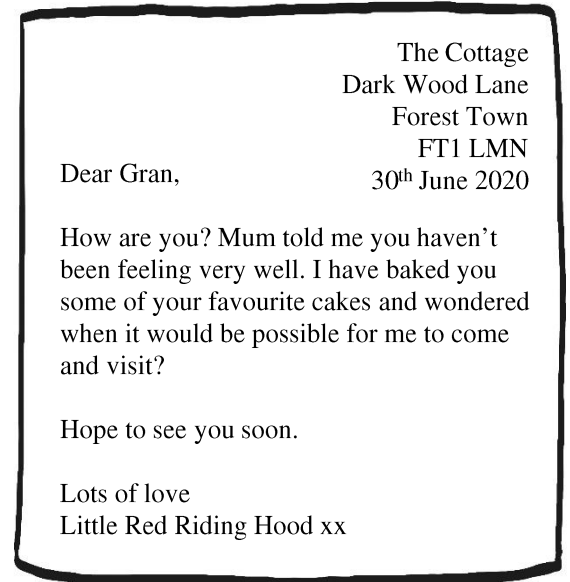 The Cottage
Dark Wood Lane
Forest Town
FT1 LMN
30th June 2020
Dear Gran,
How are you? Mum told me you haven’t
been feeling very well. I have baked you
some of your favourite cakes and wondered
when it would be possible for me to come
and visit?
Hope to see you soon.
Lots of love
Little Red Riding Hood xx